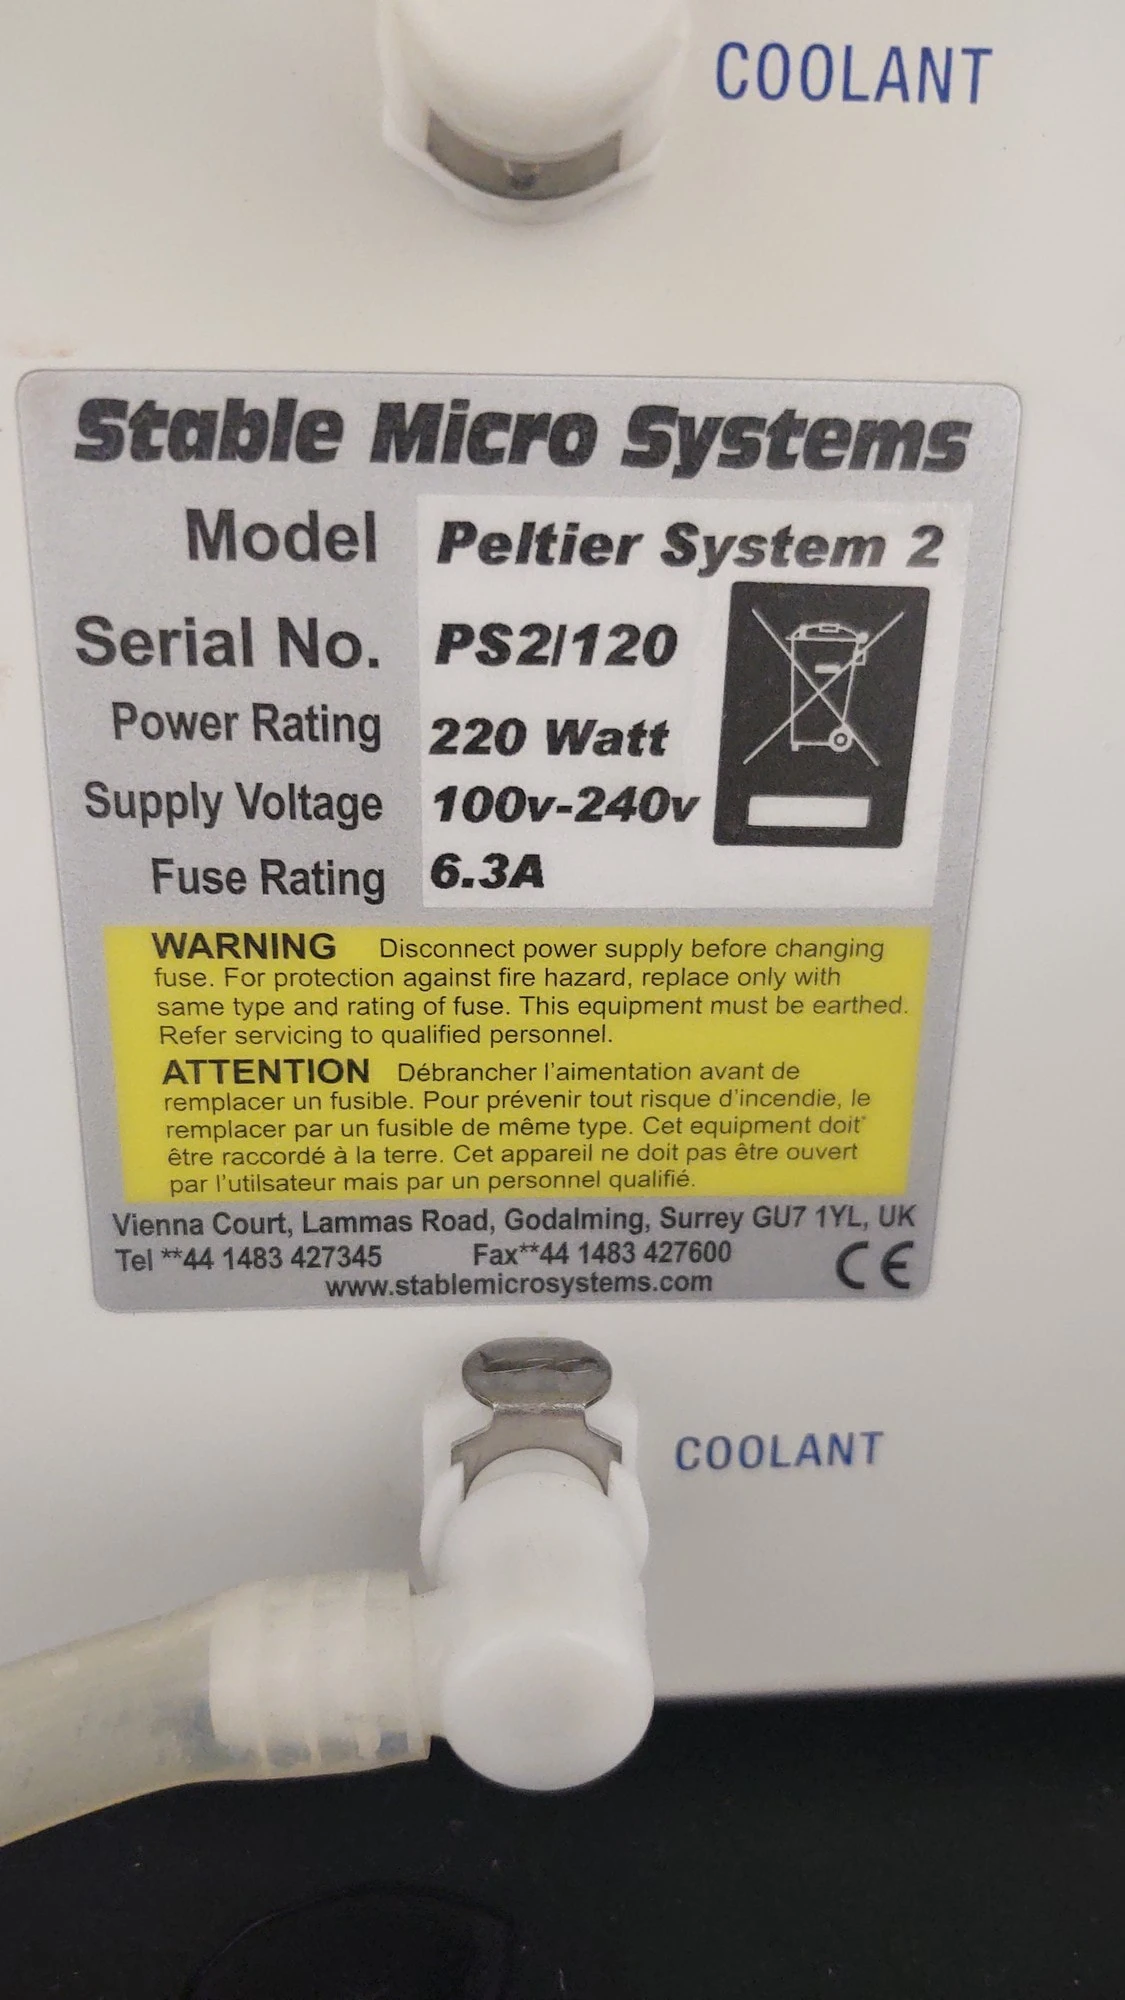 COOLANT
Stable Micro Systems
Model Peltier System 2
Serial No. PS2/120
Power Rating 220 Watt
Supply Voltage 100v-240v
Fuse Rating 6.3A
WARNING Disconnect power supply before changing
fuse. For protection against fire hazard, replace only with
same type and rating of fuse. This equipment must be earthed.
Refer servicing to qualified personnel.
ATTENTION Débrancher l'aimentation avant de
remplacer un fusible. Pour prévenir tout risque d'incendie, le
remplacer par un fusible de même type. Cet equipment doit
être raccordé à la terre. Cet appareil ne doit pas être ouvert
par l'utilsateur mais par un personnel qualifié.
Vienna Court, Lammas Road, Godalming, Surrey GU7 1YL, UK
Tel **44 1483 427345 Fax**44 1483 427600
www.stablemicrosystems.com CE
COOLANT